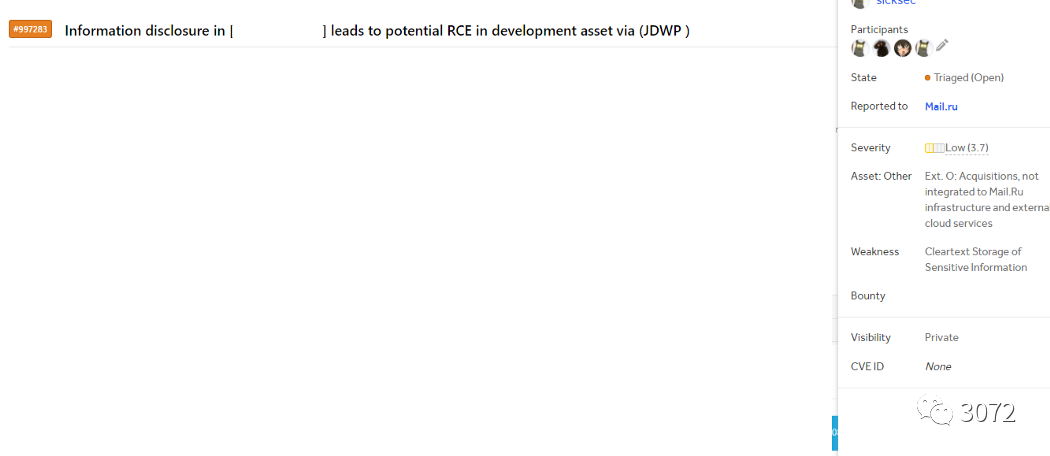 #997283 Information disclosure in [ ] leads to potential RCE in development asset via (JDWP )
sicksec
Participants
State Triaged (Open)
Reported to Mail.ru
Severity Low (3.7)
Asset: Other Ext. O: Acquisitions, not
integrated to Mail.Ru
infrastructure and externa
cloud services
Weakness Cleartext Storage of
Sensitive Information
Bounty
Visibility Private
CVE ID None
3072